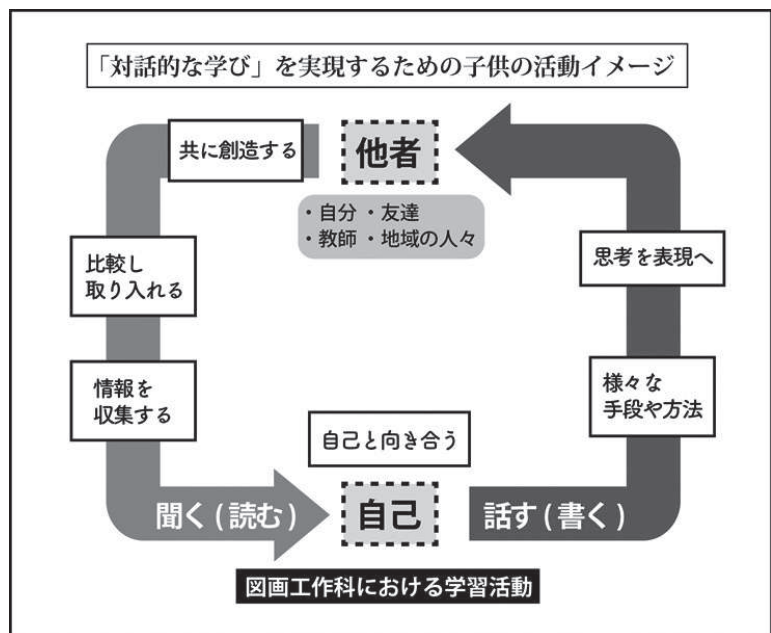 「対話的な学び」を実現するための子供の活動イメージ
共に創造する
他者
・自分 ・友達
・教師 ・地域の人々
比較し
取り入れる
思考を表現へ
情報を
収集する
様々な
手段や方法
自己と向き合う
聞く(読む)
自己
話す(書く)
図画工作科における学習活動